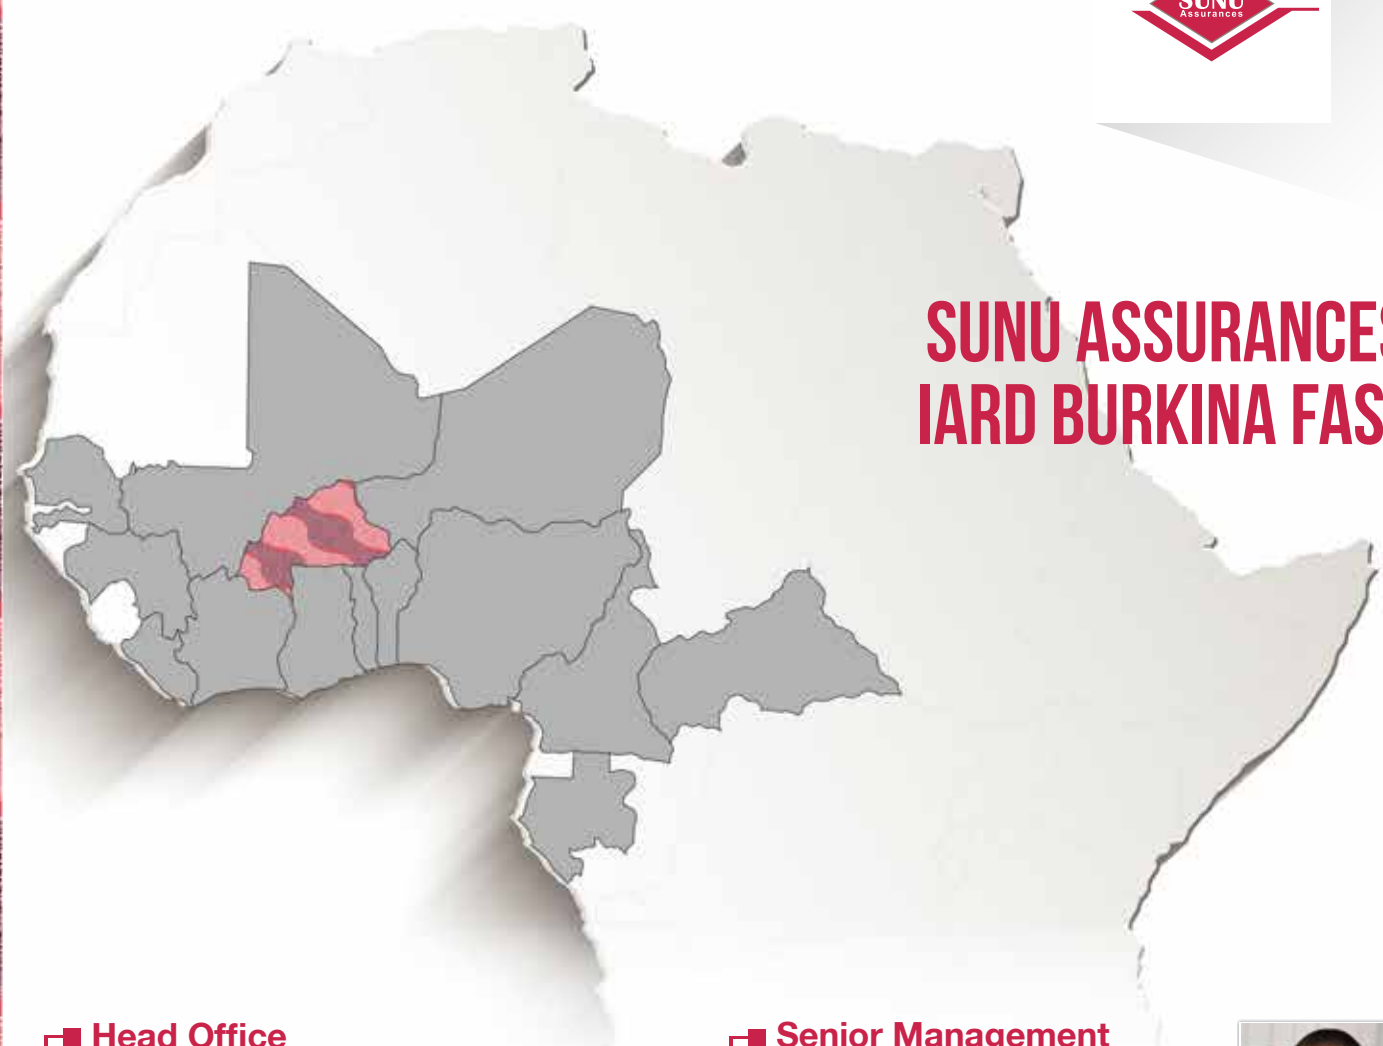 SUNU
Assurances
SUNU ASSURANCES
IARD BURKINA FAS
Head Office
Senior Management